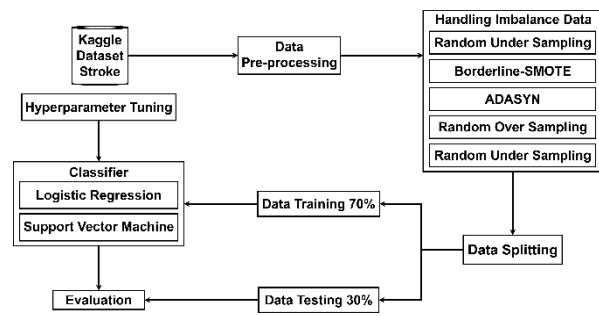 Kaggle
Dataset
Stroke
Data
Pre-processing
Handling Imbalance Data
Random Under Sampling
Borderline-SMOTE
ADASYN
Random Over Sampling
Random Under Sampling
Hyperparameter Tuning
Classifier
Logistic Regression
Support Vector Machine
Data Training 70%
Data Splitting
Data Testing 30%
Evaluation